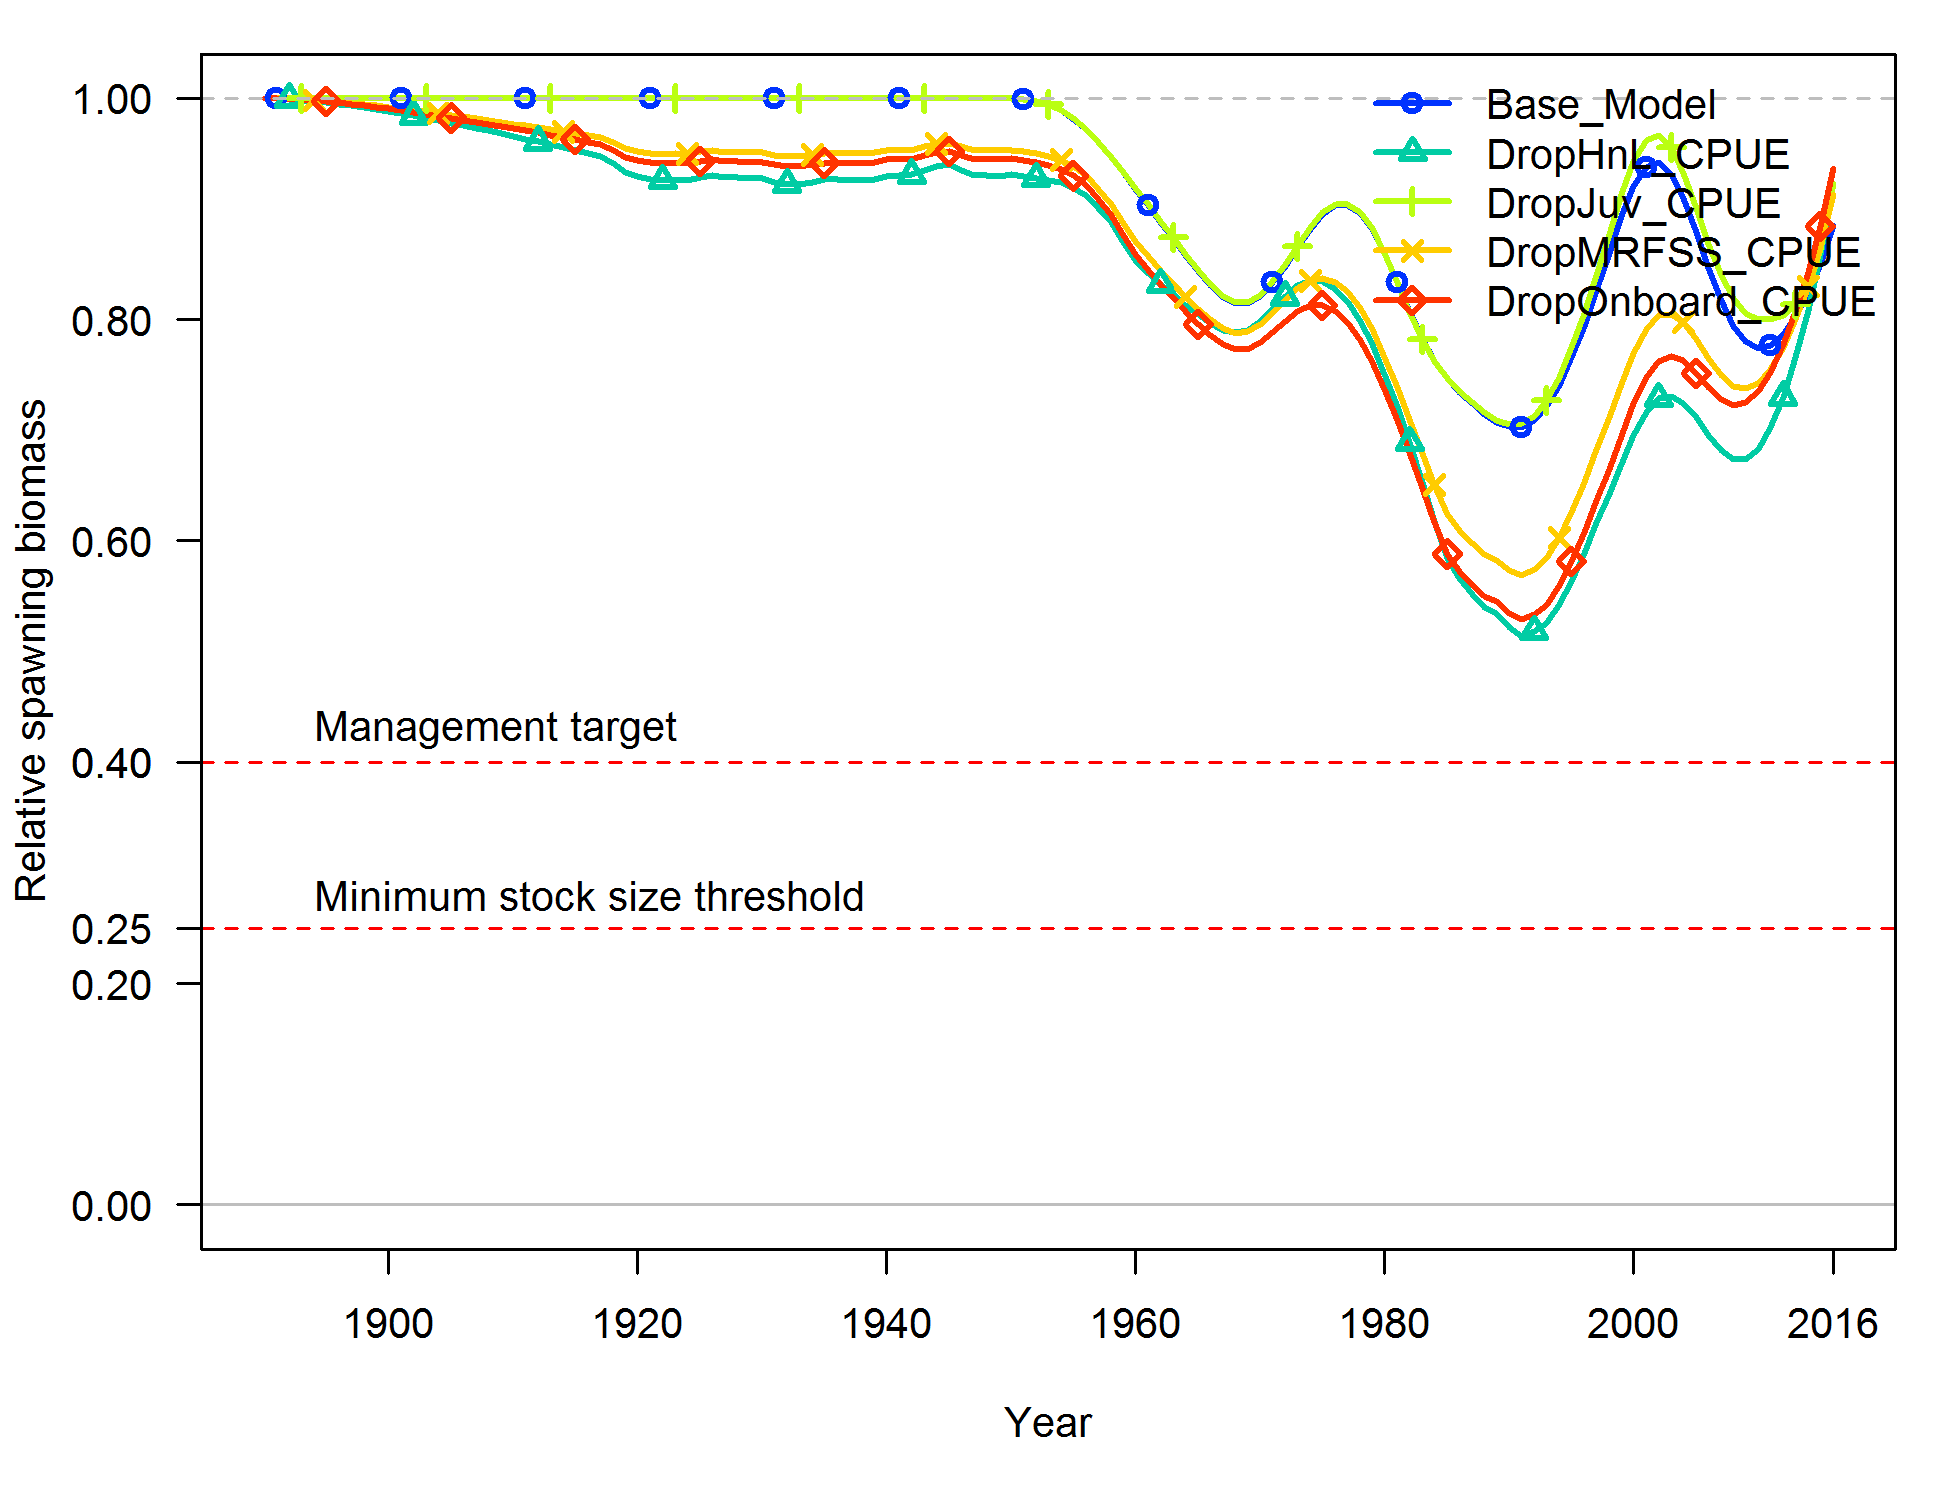 1.00
0.80
0.60
0.40
0.25
0.20
0.00
Relative spawning biomass
Base_Model
DropHnL_CPUE
DropJuv_CPUE
DropMRFSS_CPUE
DropOnboard_CPUE
Management target
Minimum stock size threshold
1900 1920 1940 1960 1980 2000 2016
Year